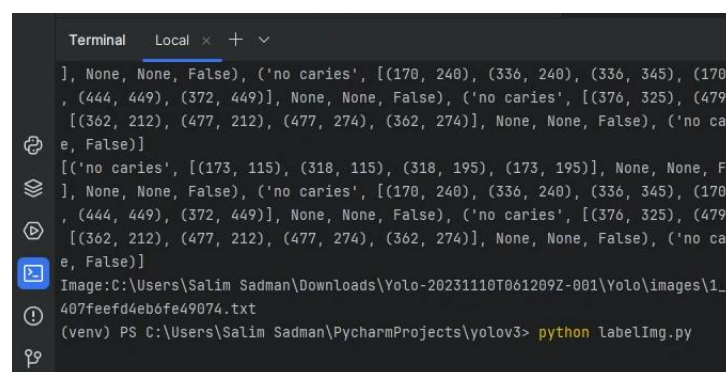 Terminal Local × + ⌄
], None, None, False), ('no caries', [(170, 240), (336, 240), (336, 345), (170
, (444, 449), (372, 449)], None, None, False), ('no caries', [(376, 325), (479
[(362, 212), (477, 212), (477, 274), (362, 274)], None, None, False), ('no ca
e, False)]
[('no caries', [(173, 115), (318, 115), (318, 195), (173, 195)], None, None, F
], None, None, False), ('no caries', [(170, 240), (336, 240), (336, 345), (170
, (444, 449), (372, 449)], None, None, False), ('no caries', [(376, 325), (479
[(362, 212), (477, 212), (477, 274), (362, 274)], None, None, False), ('no ca
e, False)]
Image:C:\Users\Salim Sadman\Downloads\Yolo-20231110T061209Z-001\Yolo\images\1_
407feefd4eb6fe49074.txt
(venv) PS C:\Users\Salim Sadman\PycharmProjects\yolov3> python labelImg.py